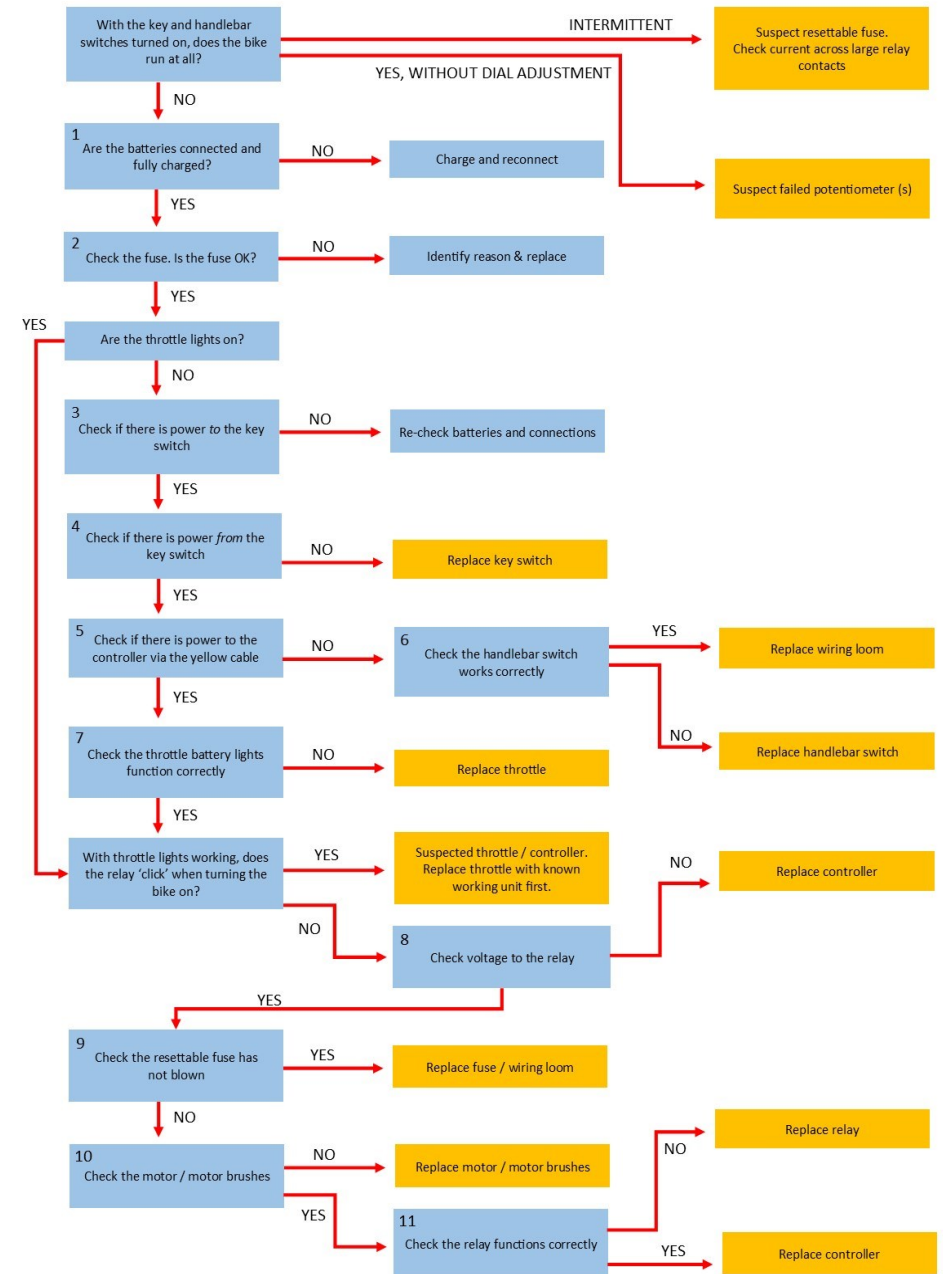 With the key and handlebar
switches turned on, does the bike
run at all?
INTERMITTENT
Suspect resettable fuse.
Check current across large relay
contacts
YES, WITHOUT DIAL ADJUSTMENT
Suspect failed potentiometer (s)
NO
1
Are the batteries connected and
fully charged?
NO
Charge and reconnect
YES
2
Check the fuse. Is the fuse OK?
NO
Identify reason & replace
YES
YES
Are the throttle lights on?
NO
3
Check if there is power to the key
switch
NO
Re-check batteries and connections
YES
4
Check if there is power from the
key switch
NO
Replace key switch
YES
5
Check if there is power to the
controller via the yellow cable
NO
6
Check the handlebar switch
works correctly
YES
Replace wiring loom
NO
Replace handlebar switch
YES
7
Check the throttle battery lights
function correctly
NO
Replace throttle
YES
With throttle lights working, does
the relay ‘click’ when turning the
bike on?
YES
Suspected throttle / controller.
Replace throttle with known
working unit first.
NO
8
Check voltage to the relay
NO
Replace controller
YES
9
Check the resettable fuse has
not blown
YES
Replace fuse / wiring loom
NO
10
Check the motor / motor brushes
NO
Replace motor / motor brushes
YES
11
Check the relay functions correctly
NO
Replace relay
YES
Replace controller